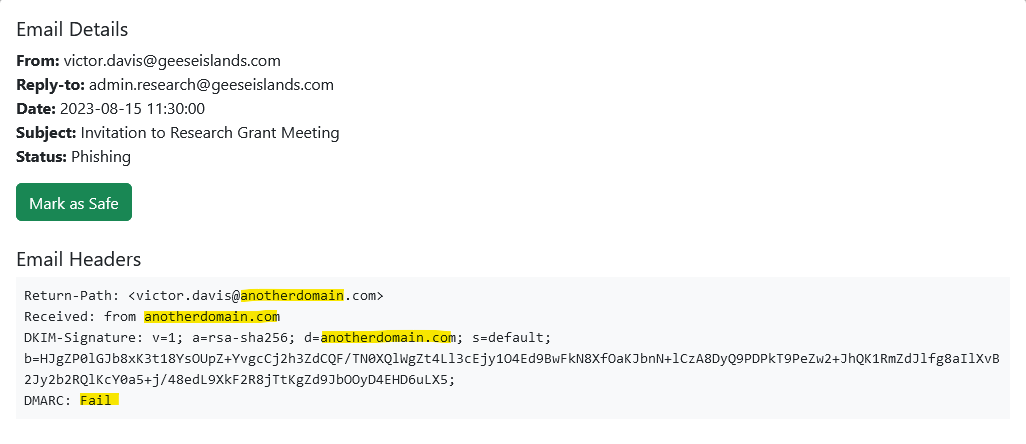 Email Details
From: victor.davis@geeseislands.com
Reply-to: admin.research@geeseislands.com
Date: 2023-08-15 11:30:00
Subject: Invitation to Research Grant Meeting
Status: Phishing
Mark as Safe
Email Headers
Return-Path: <victor.davis@anotherdomain.com>
Received: from anotherdomain.com
DKIM-Signature: v=1; a=rsa-sha256; d=anotherdomain.com; s=default;
b=HJgZP0lGJb8xK3t18YsOUpZ+YvgcCj2h3ZdCQF/TN0XQlWgZt4Ll3cEjy1O4Ed9BwFkN8XfOaKJbnN+lCzA8DyQ9PDPkT9PeZw2+JhQK1RmZdJlfg8aIlXvB
2Jy2b2RQlKcY0a5+j/48edL9XkF2R8jTtKgZd9JbOOyD4EHD6uLX5;
DMARC: Fail